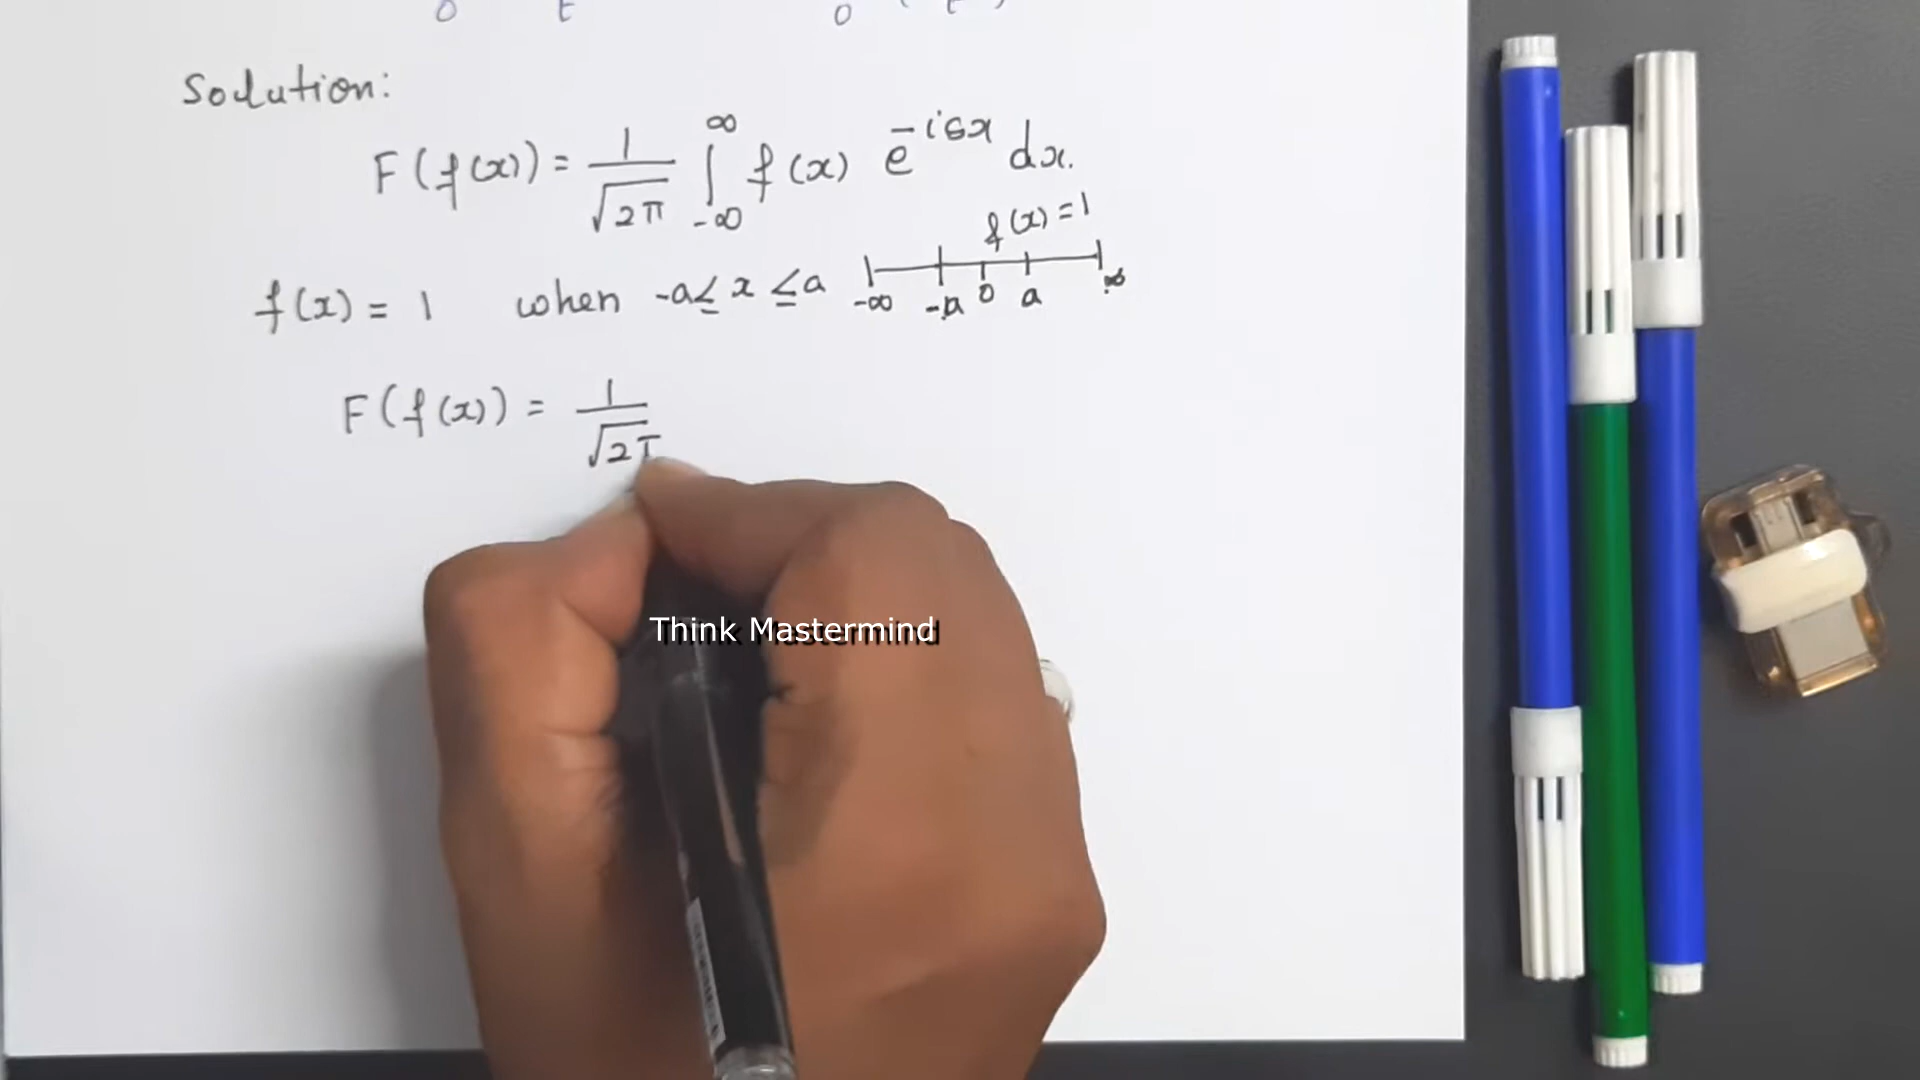 Solution:
F(f(x)) = 1/√2π ∫_{-∞}^{∞} f(x) e^{-isx} dx.
f(x) = 1
f(x) = 1 when -a ≤ x ≤ a
-∞ -a 0 a ∞
F(f(x)) = 1/√2π
Think Mastermind